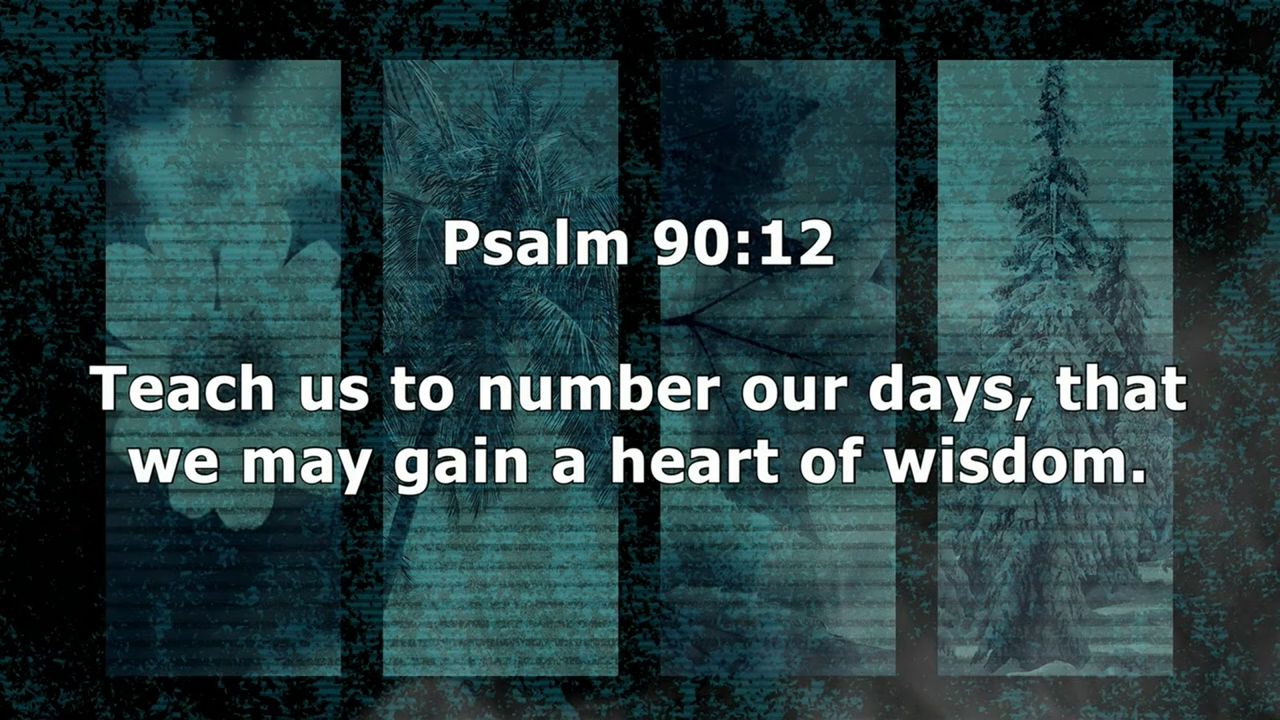 Psalm 90:12
Teach us to number our days, that
we may gain a heart of wisdom.